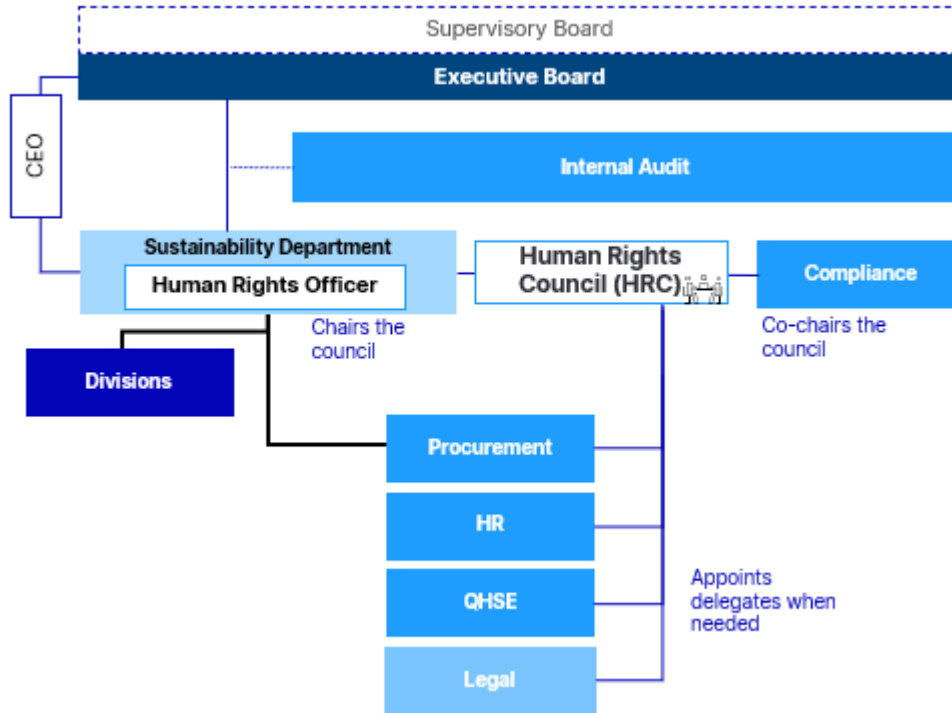 Supervisory Board
Executive Board
CEO
Internal Audit
Sustainability Department
Human Rights Officer
Human Rights
Council (HRC)
Compliance
Chairs the
council
Co-chairs the
council
Divisions
Procurement
HR
QHSE
Appoints
delegates when
needed
Legal